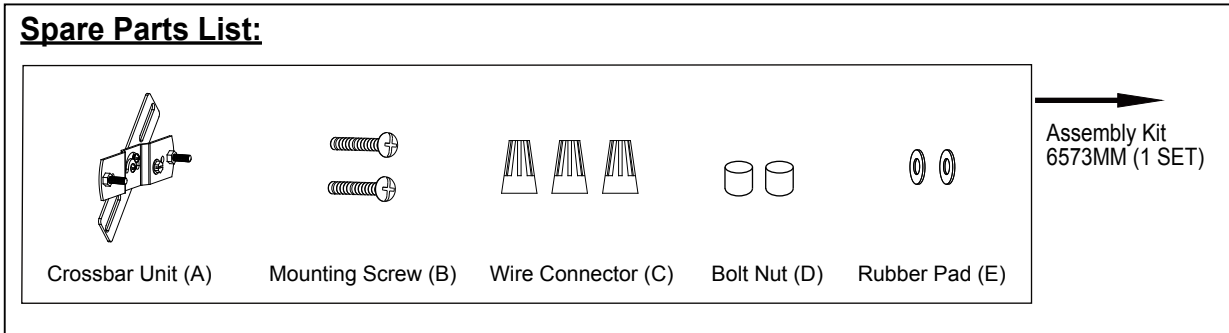 Spare Parts List:
Assembly Kit
6573MM (1 SET)
Crossbar Unit (A)
Mounting Screw (B)
Wire Connector (C)
Bolt Nut (D)
Rubber Pad (E)